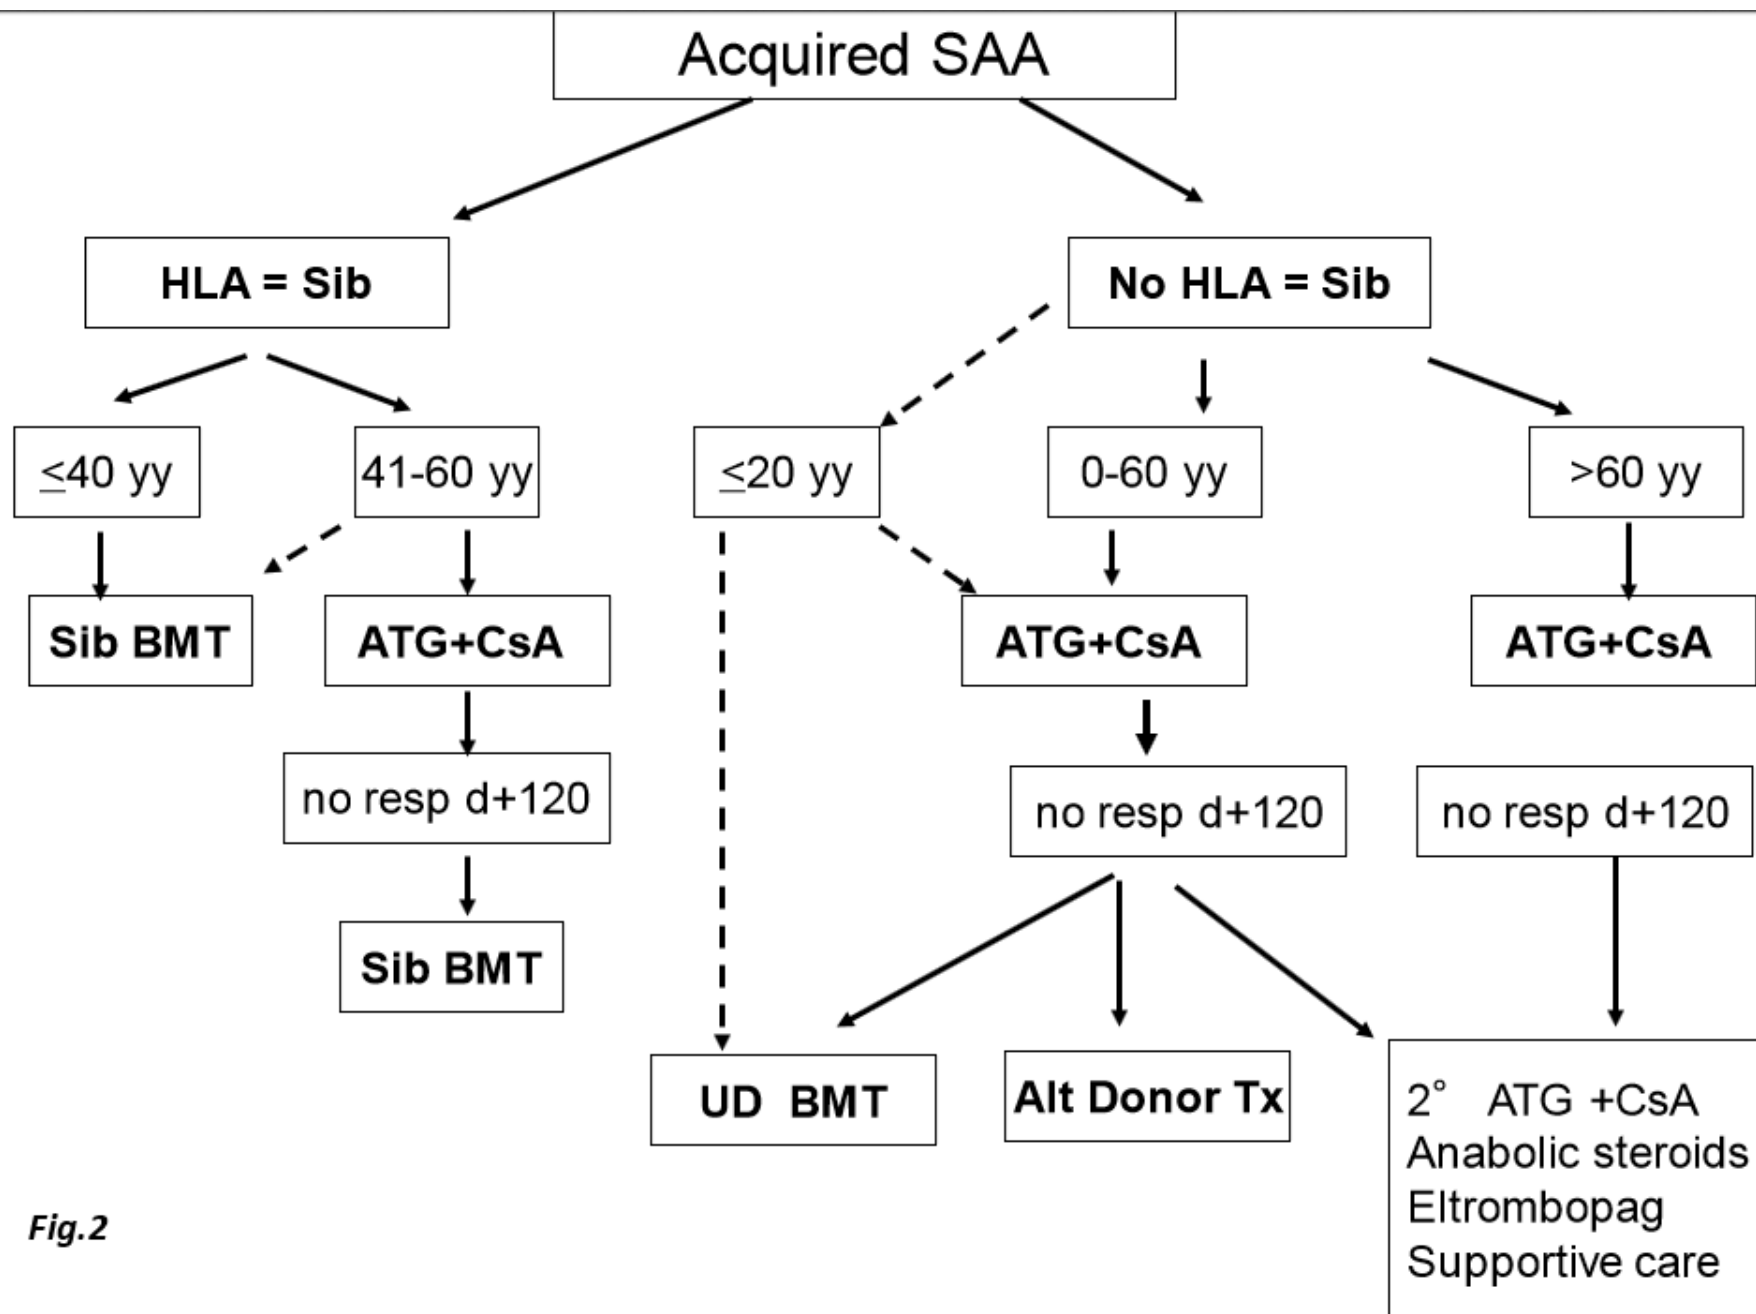 Acquired SAA
HLA = Sib
No HLA = Sib
≤40 yy
41-60 yy
≤20 yy
0-60 yy
>60 yy
Sib BMT
ATG+CsA
ATG+CsA
ATG+CsA
no resp d+120
no resp d+120
no resp d+120
Sib BMT
UD BMT
Alt Donor Tx
2° ATG +CsA
Anabolic steroids
Eltrombopag
Supportive care
Fig.2